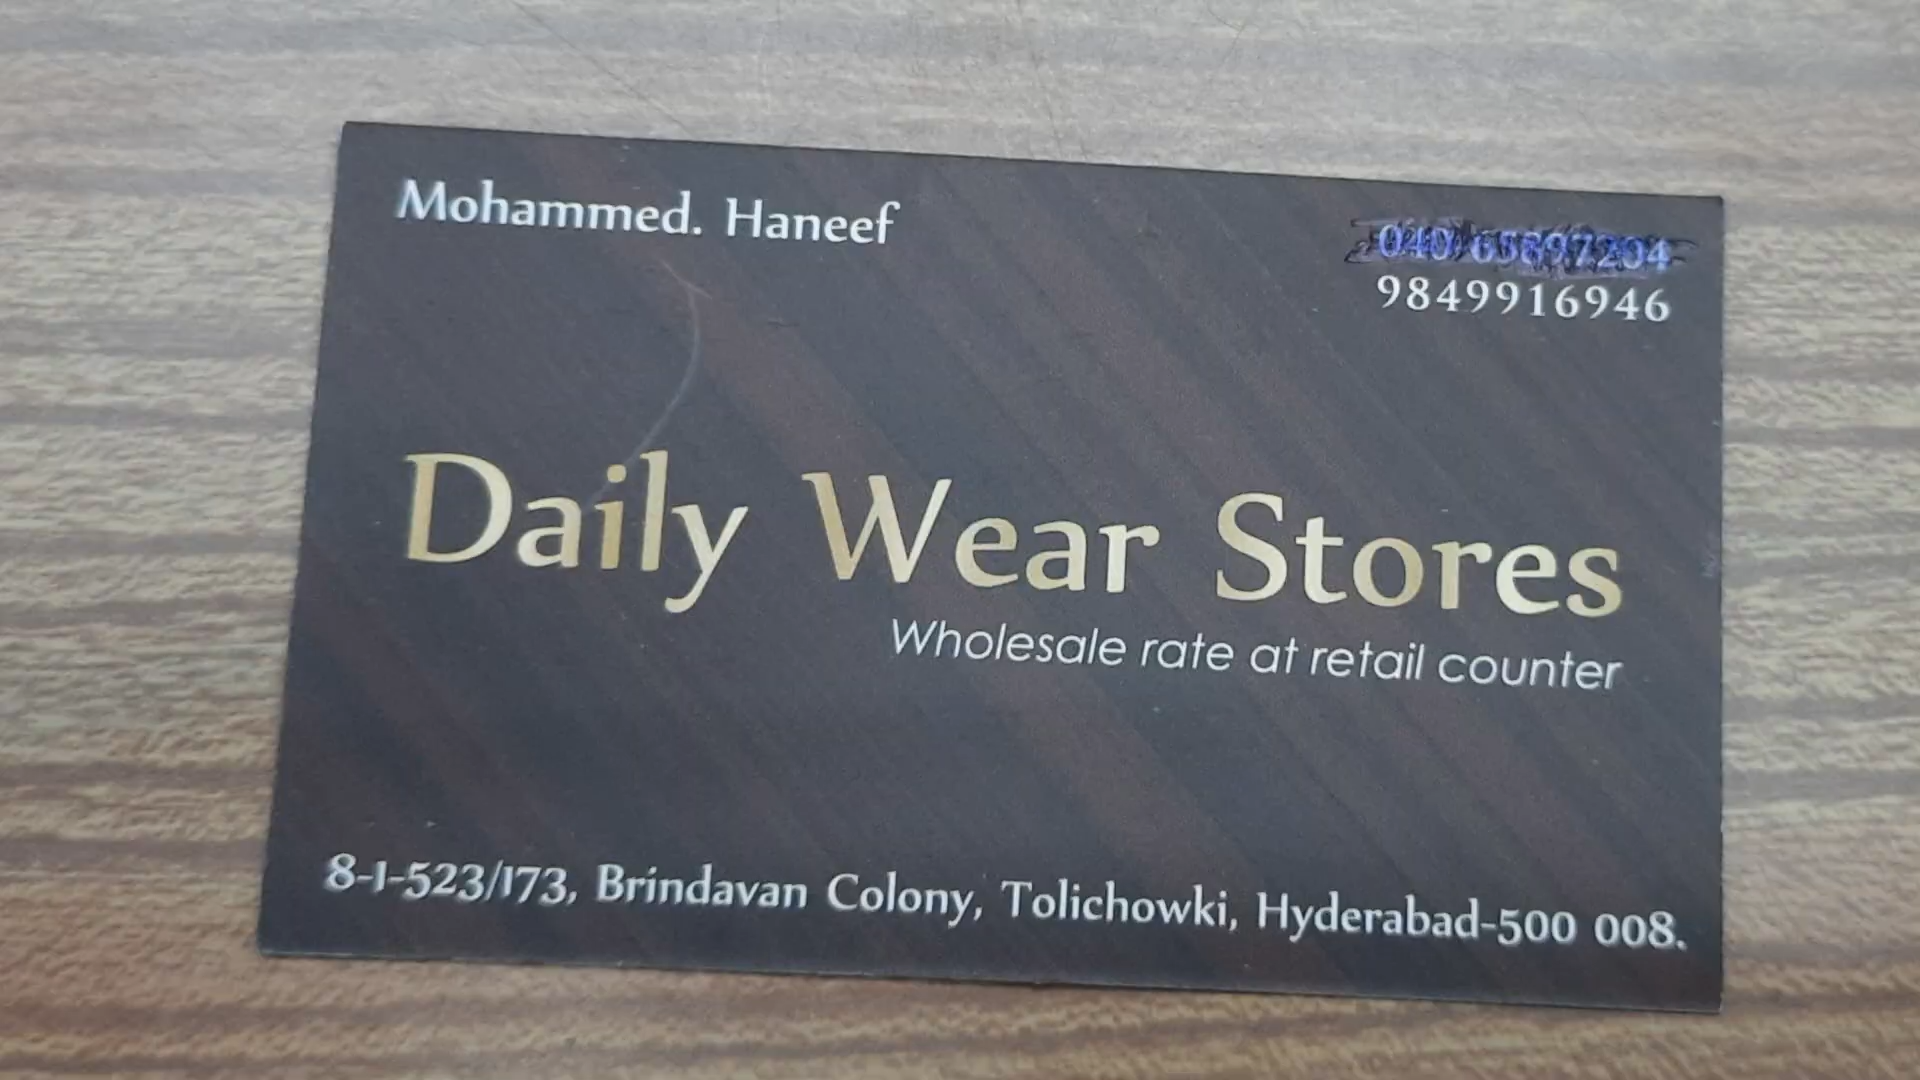 Mohammed. Haneef
9849916946
Daily Wear Stores
Wholesale rate at retail counter
8-1-523/173, Brindavan Colony, Tolichowki, Hyderabad-500 008.